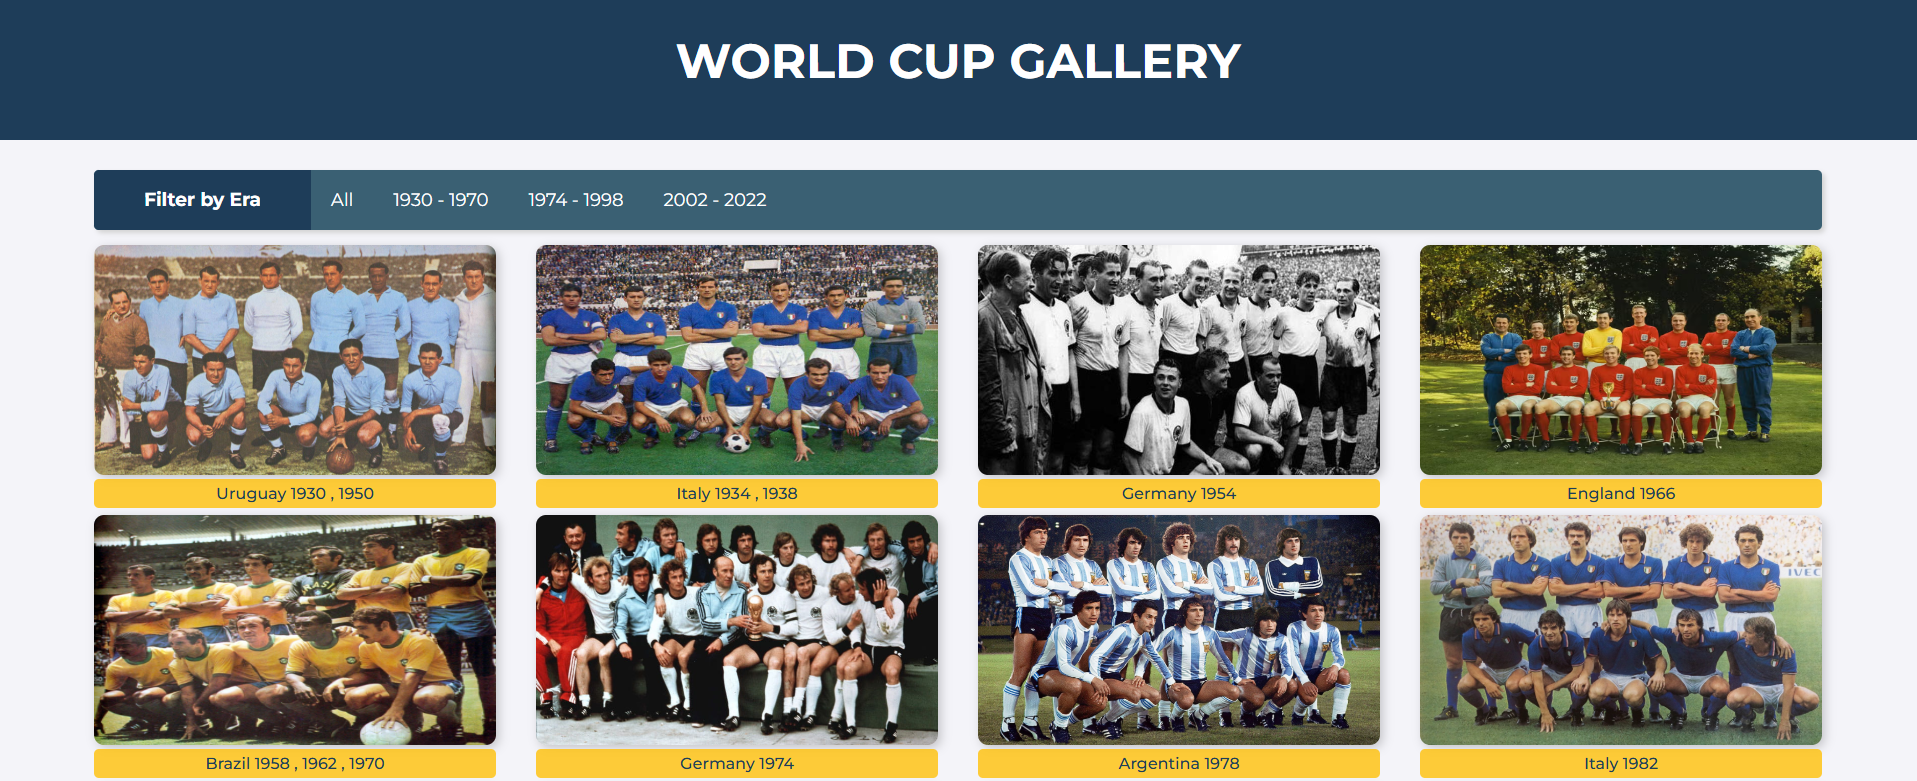 WORLD CUP GALLERY
Filter by Era All 1930 - 1970 1974 - 1998 2002 - 2022
Uruguay 1930 , 1950
Italy 1934 , 1938
Germany 1954
England 1966
IVEC
Brazil 1958 , 1962 , 1970
Germany 1974
Argentina 1978
Italy 1982